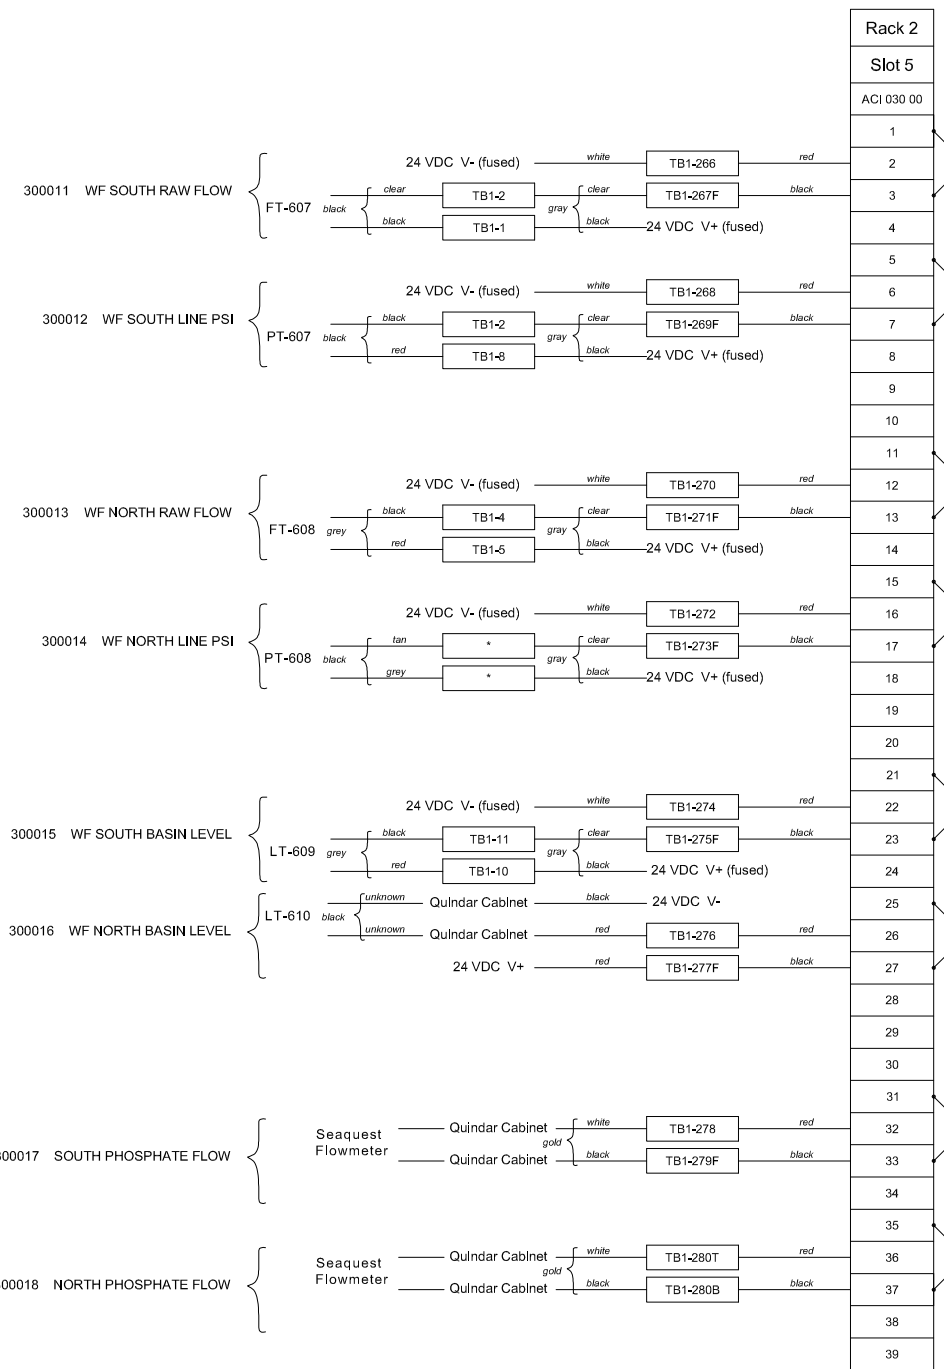 Rack 2
Slot 5
ACI 030 00
1
24 VDC V- (fused) white TB1-266 red 2
300011 WF SOUTH RAW FLOW FT-607 black clear TB1-2 gray clear TB1-267F black 3
black TB1-1 black 24 VDC V+ (fused) 4
5
24 VDC V- (fused) white TB1-268 red 6
300012 WF SOUTH LINE PSI PT-607 black black TB1-2 gray clear TB1-269F black 7
red TB1-8 black 24 VDC V+ (fused) 8
9
10
11
24 VDC V- (fused) white TB1-270 red 12
300013 WF NORTH RAW FLOW FT-608 grey black TB1-4 gray clear TB1-271F black 13
red TB1-5 black 24 VDC V+ (fused) 14
15
24 VDC V- (fused) white TB1-272 red 16
300014 WF NORTH LINE PSI PT-608 black tan * gray clear TB1-273F black 17
grey * black 24 VDC V+ (fused) 18
19
20
21
24 VDC V- (fused) white TB1-274 red 22
300015 WF SOUTH BASIN LEVEL LT-609 grey black TB1-11 gray clear TB1-275F black 23
red TB1-10 black 24 VDC V+ (fused) 24
LT-610 black unknown Quindar Cabinet black 24 VDC V- 25
300016 WF NORTH BASIN LEVEL unknown Quindar Cabinet red TB1-276 red 26
24 VDC V+ red TB1-277F black 27
28
29
30
31
Seaquest Quindar Cabinet gold white TB1-278 red 32
300017 SOUTH PHOSPHATE FLOW Flowmeter Quindar Cabinet black TB1-279F black 33
34
35
Seaquest Quindar Cabinet gold white TB1-280T red 36
00018 NORTH PHOSPHATE FLOW Flowmeter Quindar Cabinet black TB1-280B black 37
38
39